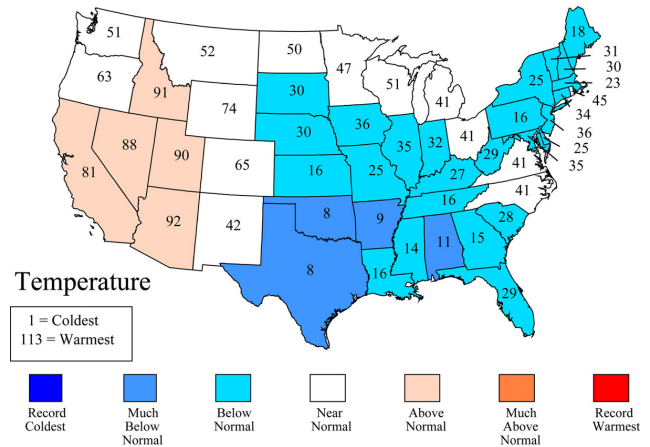 51
52
50
47
18
63
91
74
30
51
41
25
31
30
23
45
34
36
25
35
81
88
90
65
30
36
35
32
41
16
29
41
16
25
27
41
92
42
8
9
16
28
8
16
14
11
15
29
Temperature
1 = Coldest
113 = Warmest
Record
Coldest
Much
Below
Normal
Below
Normal
Near
Normal
Above
Normal
Much
Above
Normal
Record
Warmest